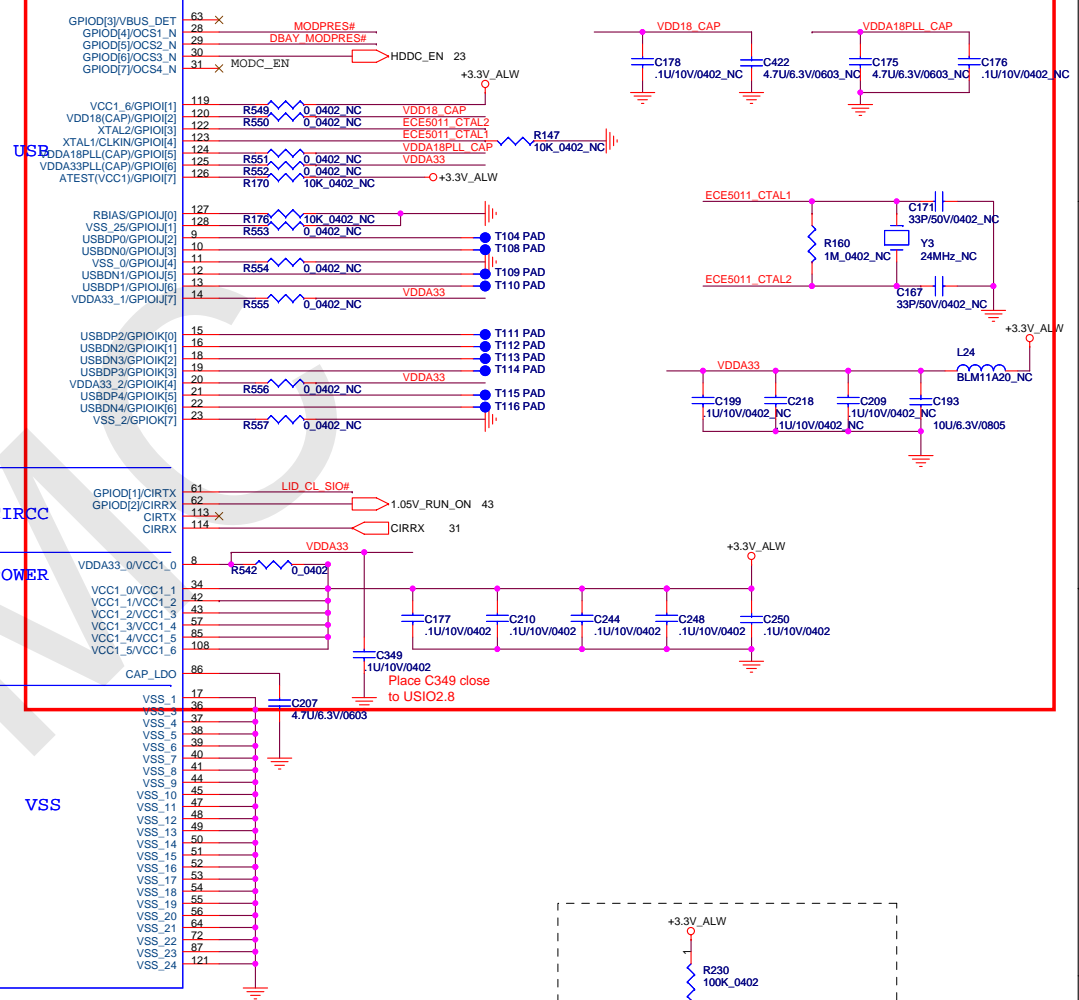 GPIOD[3]/VBUS_DET 63
GPIOD[4]/OCS1_N 28 MODPRES#
GPIOD[5]/OCS2_N 29 DBAY_MODPRES#
GPIOD[6]/OCS3_N 30 HDDC_EN 23
GPIOD[7]/OCS4_N 31 MODC_EN
+3.3V_ALW
VCC1_6/GPIOI[1] 119 R549 0_0402_NC
VDD18(CAP)/GPIOI[2] 120 R550 0_0402_NC VDD18_CAP
XTAL2/GPIOI[3] 122 ECE5011_CTAL2
XTAL1/CLKIN/GPIOI[4] 123 ECE5011_CTAL1 R147 10K_0402_NC
USB
VDDA18PLL(CAP)/GPIOI[5] 124 R551 0_0402_NC VDDA18PLL_CAP
VDDA33PLL(CAP)/GPIOI[6] 125 R552 0_0402_NC VDDA33
ATEST(VCC1)/GPIOI[7] 126 R170 10K_0402_NC +3.3V_ALW
RBIAS/GPIOIJ[0] 127 R176 10K_0402_NC
VSS_25/GPIOIJ[1] 128 R553 0_0402_NC
USBDP0/GPIOIJ[2] 9 T104 PAD
USBDN0/GPIOIJ[3] 10 T108 PAD
VSS_0/GPIOIJ[4] 11 R554 0_0402_NC
USBDN1/GPIOIJ[5] 12 T109 PAD
USBDP1/GPIOIJ[6] 13 T110 PAD
VDDA33_1/GPIOIJ[7] 14 R555 0_0402_NC VDDA33
USBDP2/GPIOIK[0] 15 T111 PAD
USBDN2/GPIOIK[1] 16 T112 PAD
USBDN3/GPIOIK[2] 18 T113 PAD
USBDP3/GPIOIK[3] 19 T114 PAD
VDDA33_2/GPIOIK[4] 20 R556 0_0402_NC VDDA33
USBDP4/GPIOIK[5] 21 T115 PAD
USBDN4/GPIOIK[6] 22 T116 PAD
VSS_2/GPIOK[7] 23 R557 0_0402_NC
VDD18_CAP
C178 .1U/10V/0402_NC
C422 4.7U/6.3V/0603_NC
VDDA18PLL_CAP
C175 4.7U/6.3V/0603_NC
C176 .1U/10V/0402_NC
ECE5011_CTAL1
C171
33P/50V/0402_NC
R160
1M_0402_NC
Y3
24MHz_NC
ECE5011_CTAL2
C167
33P/50V/0402_NC
+3.3V_ALW
L24
BLM11A20_NC
VDDA33
C199 .1U/10V/0402_NC
C218 .1U/10V/0402_NC
C209 .1U/10V/0402_NC
C193 10U/6.3V/0805
GPIOD[1]/CIRTX 61 LID_CL_SIO#
GPIOD[2]/CIRRX 62 1.05V_RUN_ON 43
IRCC
CIRTX 113
CIRRX 114 CIRRX 31
VDDA33
+3.3V_ALW
OWER
VDDA33_0/VCC1_0 8 R542 0_0402
VCC1_0/VCC1_1 34
VCC1_1/VCC1_2 42
VCC1_2/VCC1_3 43
VCC1_3/VCC1_4 57
VCC1_4/VCC1_5 85
VCC1_5/VCC1_6 108
C177 .1U/10V/0402
C210 .1U/10V/0402
C244 .1U/10V/0402
C248 .1U/10V/0402
C250 .1U/10V/0402
C349
.1U/10V/0402
Place C349 close
to USIO2.8
CAP_LDO 86
C207
4.7U/6.3V/0603
VSS_1 17
VSS_3 36
VSS_4 37
VSS_5 38
VSS_6 39
VSS_7 40
VSS_8 41
VSS_9 44
VSS_10 45
VSS
VSS_11 47
VSS_12 48
VSS_13 49
VSS_14 50
VSS_15 51
VSS_16 52
VSS_17 53
VSS_18 54
VSS_19 55
VSS_20 56
VSS_21 64
VSS_22 72
VSS_23 87
VSS_24 121
+3.3V_ALW
1
R230
100K_0402
MC